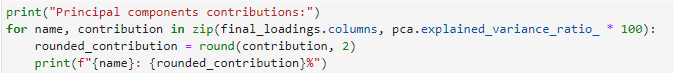 print("Principal components contributions:")
for name, contribution in zip(final_loadings.columns, pca.explained_variance_ratio_ * 100):
    rounded_contribution = round(contribution, 2)
    print(f"{name}: {rounded_contribution}%")